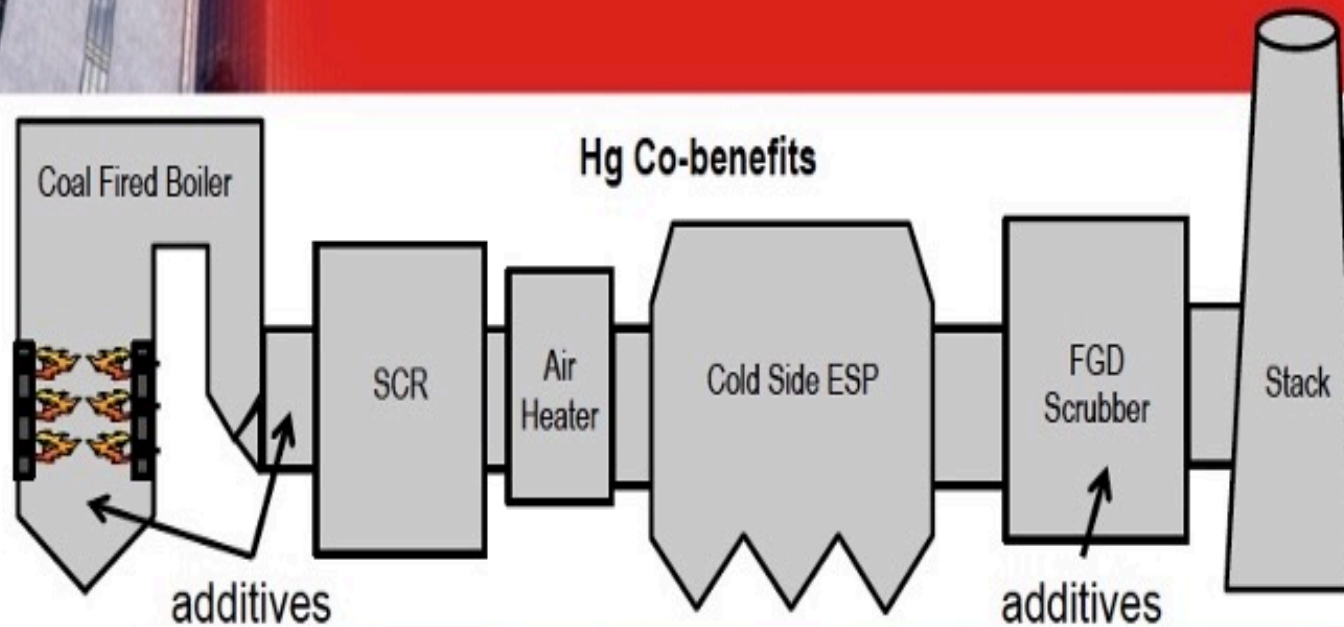 Hg Co-benefits
Coal Fired Boiler
SCR
Air
Heater
Cold Side ESP
FGD
Scrubber
Stack
additives
additives